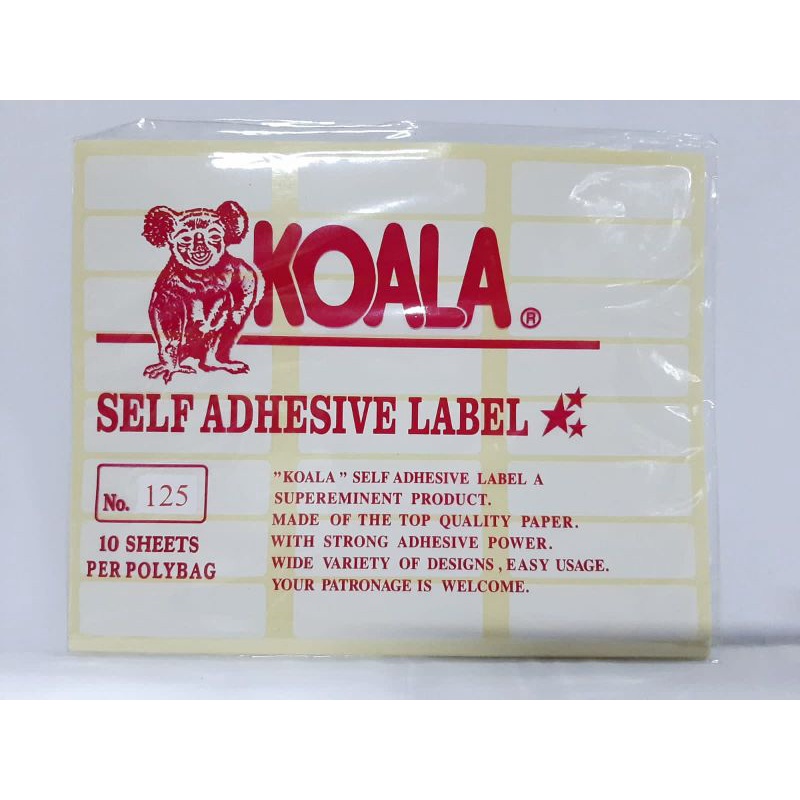 KOALA ®
SELF ADHESIVE LABEL
No. 125
10 SHEETS
PER POLYBAG
"KOALA" SELF ADHESIVE LABEL A
SUPEREMINENT PRODUCT.
MADE OF THE TOP QUALITY PAPER.
WITH STRONG ADHESIVE POWER.
WIDE VARIETY OF DESIGNS, EASY USAGE.
YOUR PATRONAGE IS WELCOME.